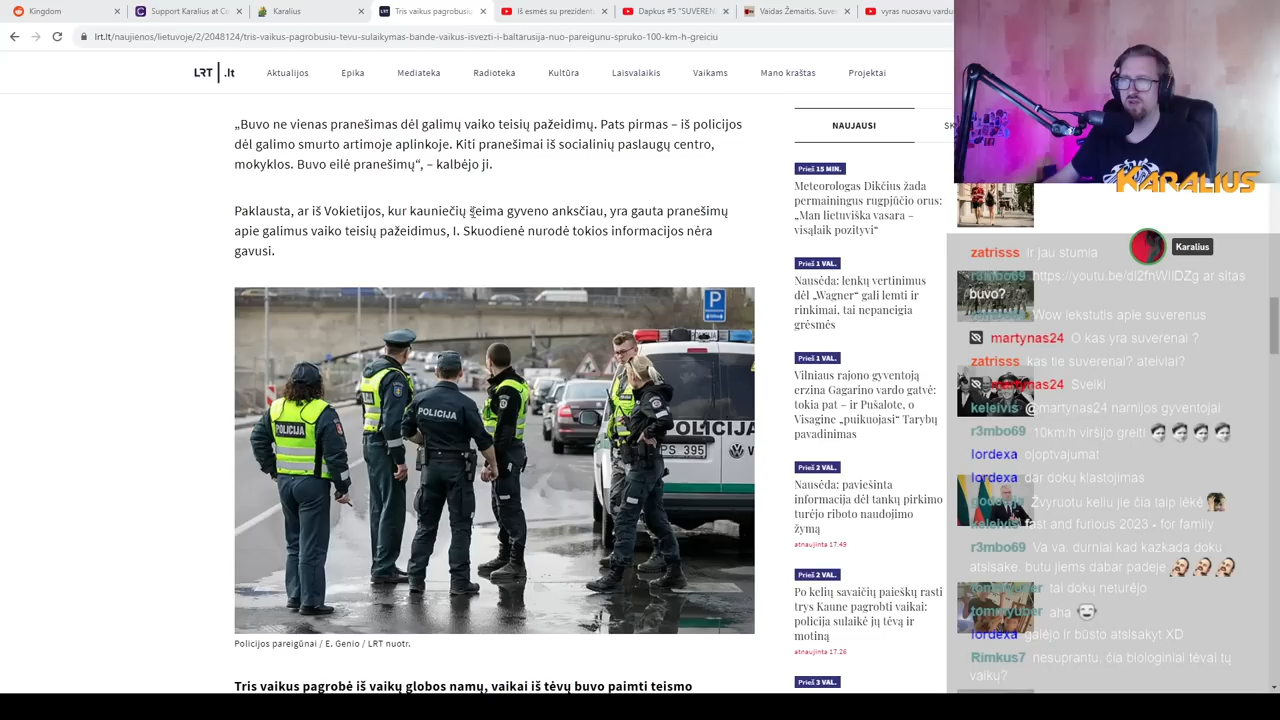 Kingdom
Support Karalius at Ce
Karalius
Tris vaikus pagrobusių
Iš esmės su prezident
Dapkus #5 "SUVEREN
Vaidas Žemaitis. Suve
vyras nuosavu vardu
lrt.lt/naujienos/lietuvoje/2/2048124/tris-vaikus-pagrobusiu-tevu-sulaikymas-bande-vaikus-isvezti-i-baltarusija-nuo-pareigunu-spruko-100-km-h-greiciu
LRT .lt
Aktualijos
Epika
Mediateka
Radioteka
Kultūra
Laisvalaikis
Vaikams
Mano kraštas
Projektai
„Buvo ne vienas pranešimas dėl galimų vaiko teisių pažeidimų. Pats pirmas – iš policijos
dėl galimo smurto artimoje aplinkoje. Kiti pranešimai iš socialinių paslaugų centro,
mokyklos. Buvo eilė pranešimų“, – kalbėjo ji.
Paklausta, ar iš Vokietijos, kur kauniečių šeima gyveno anksčiau, yra gauta pranešimų
apie galimus vaiko teisių pažeidimus, I. Skuodienė nurodė tokios informacijos nėra
gavusi.
P
POLICIJA
POLICIJA
POLICIJA
FS 395
Policijos pareigūnai / E. Genio / LRT nuotr.
Tris vaikus pagrobė iš vaikų globos namų, vaikai iš tėvų buvo paimti teismo
NAUJAUSI
SK
Prieš 15 MIN.
Meteorologas Dikčius žada
permainingus rugpjūčio orus:
„Man lietuviška vasara –
visąlaik pozityvi“
Prieš 1 VAL.
Nausėda: lenkų vertinimus
dėl „Wagner“ gali lemti ir
rinkimai, tai nepaneigia
grėsmės
Prieš 1 VAL.
Vilniaus rajono gyventoją
erzina Gagarino vardo gatvė:
tokia pat – ir Pušalote, o
Visagine „puikuojasi“ Tarybų
pavadinimas
Prieš 2 VAL.
Nausėda: paviešinta
informacija dėl tankų pirkimo
turėjo riboto naudojimo
žymą
atnaujinta 17.49
Prieš 2 VAL.
Po kelių savaičių paieškų rasti
trys Kaune pagrobti vaikai:
policija sulaikė jų tėvą ir
motiną
atnaujinta 17.26
Prieš 3 VAL.
KARALIUS
Karalius
zatrisss Ir jau stumia
r3mbo69 https://youtu.be/dl2fnWIlDZg ar sitas
buvo?
Wow lekstutis apie suverenus
martynas24 O kas yra suverenai ?
zatrisss kas tie suverenai? ateiviai?
martynas24 Sveiki
keleivis @martynas24 narnijos gyventojai
r3mbo69 10km/h viršijo greiti
lordexa ojoptvajumat
lordexa dar dokų klastojimas
Žvyruotu keliu jie čia taip lėkė
keleivis fast and furious 2023 - for family
r3mbo69 Va va. durniai kad kazkada doku
atsisake. butu jiems dabar padeje
tommyuber tai dokų neturėjo
tommyuber aha
lordexa galėjo ir būsto atsisakyt XD
Rimkus7 nesuprantu, čia biologiniai tėvai tų
vaikų?